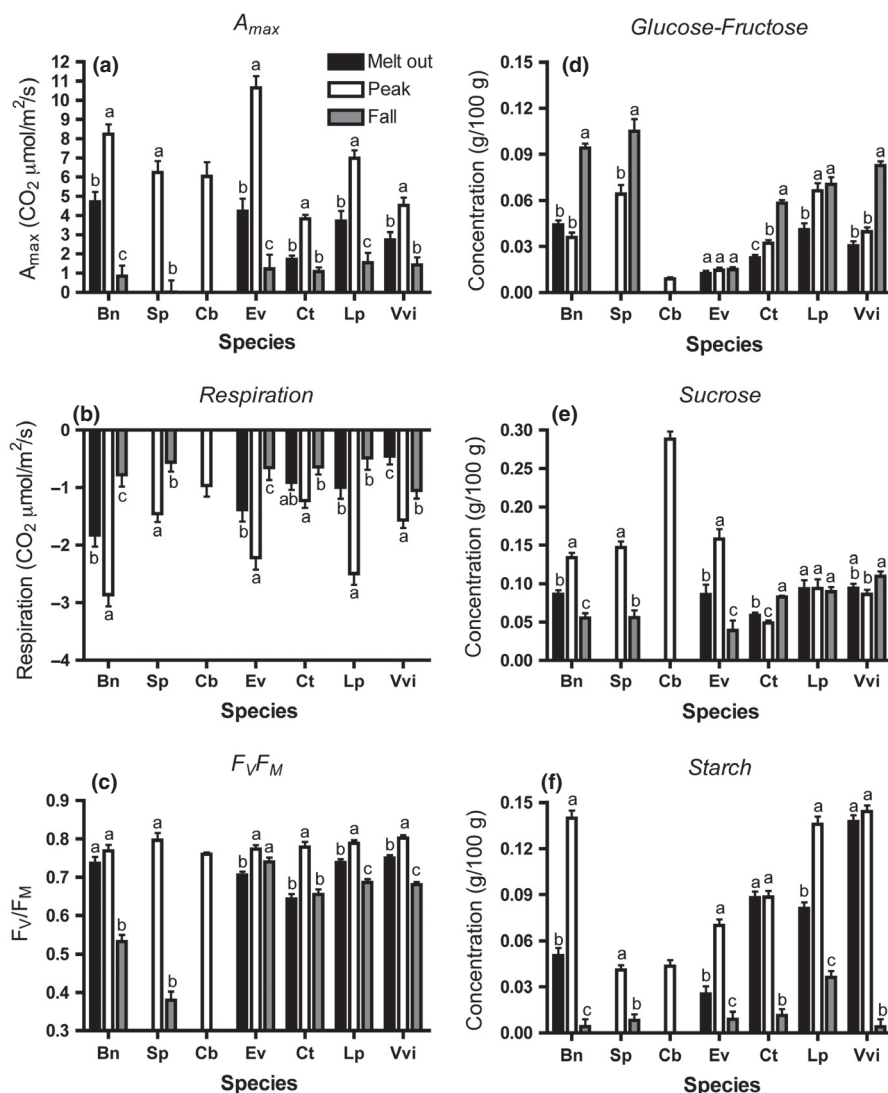 A_max
(a)
12
11
10
9
8
7
6
5
4
3
2
1
0
A_max (CO₂ μmol/m²/s)
Melt out
Peak
Fall
b a c
a b
b a c
b a b
b a c
b a b
Bn Sp Cb Ev Ct Lp Vvi
Species
Respiration
(b)
0
–1
–2
–3
–4
Respiration (CO₂ μmol/m²/s)
b a c
a b
b a c
ab a b
b a b
c a b
Bn Sp Cb Ev Ct Lp Vvi
Species
F_VF_M
(c)
0.9
0.8
0.7
0.6
0.5
0.4
0.3
F_V/F_M
a a b
a b
b a a
b a b
b a c
b a c
Bn Sp Cb Ev Ct Lp Vvi
Species
Glucose-Fructose
(d)
0.15
0.12
0.09
0.06
0.03
0.00
Concentration (g/100 g)
b b a
b a
a a a
c b a
b a a
b b a
Bn Sp Cb Ev Ct Lp Vvi
Species
Sucrose
(e)
0.30
0.25
0.20
0.15
0.10
0.05
0.00
Concentration (g/100 g)
b a c
a b
b a c
b c a
a a a
a b b a
Bn Sp Cb Ev Ct Lp Vvi
Species
Starch
(f)
0.15
0.12
0.09
0.06
0.03
0.00
Concentration (g/100 g)
b a c
a b
b a c
a a b
b a c
a a b
Bn Sp Cb Ev Ct Lp Vvi
Species